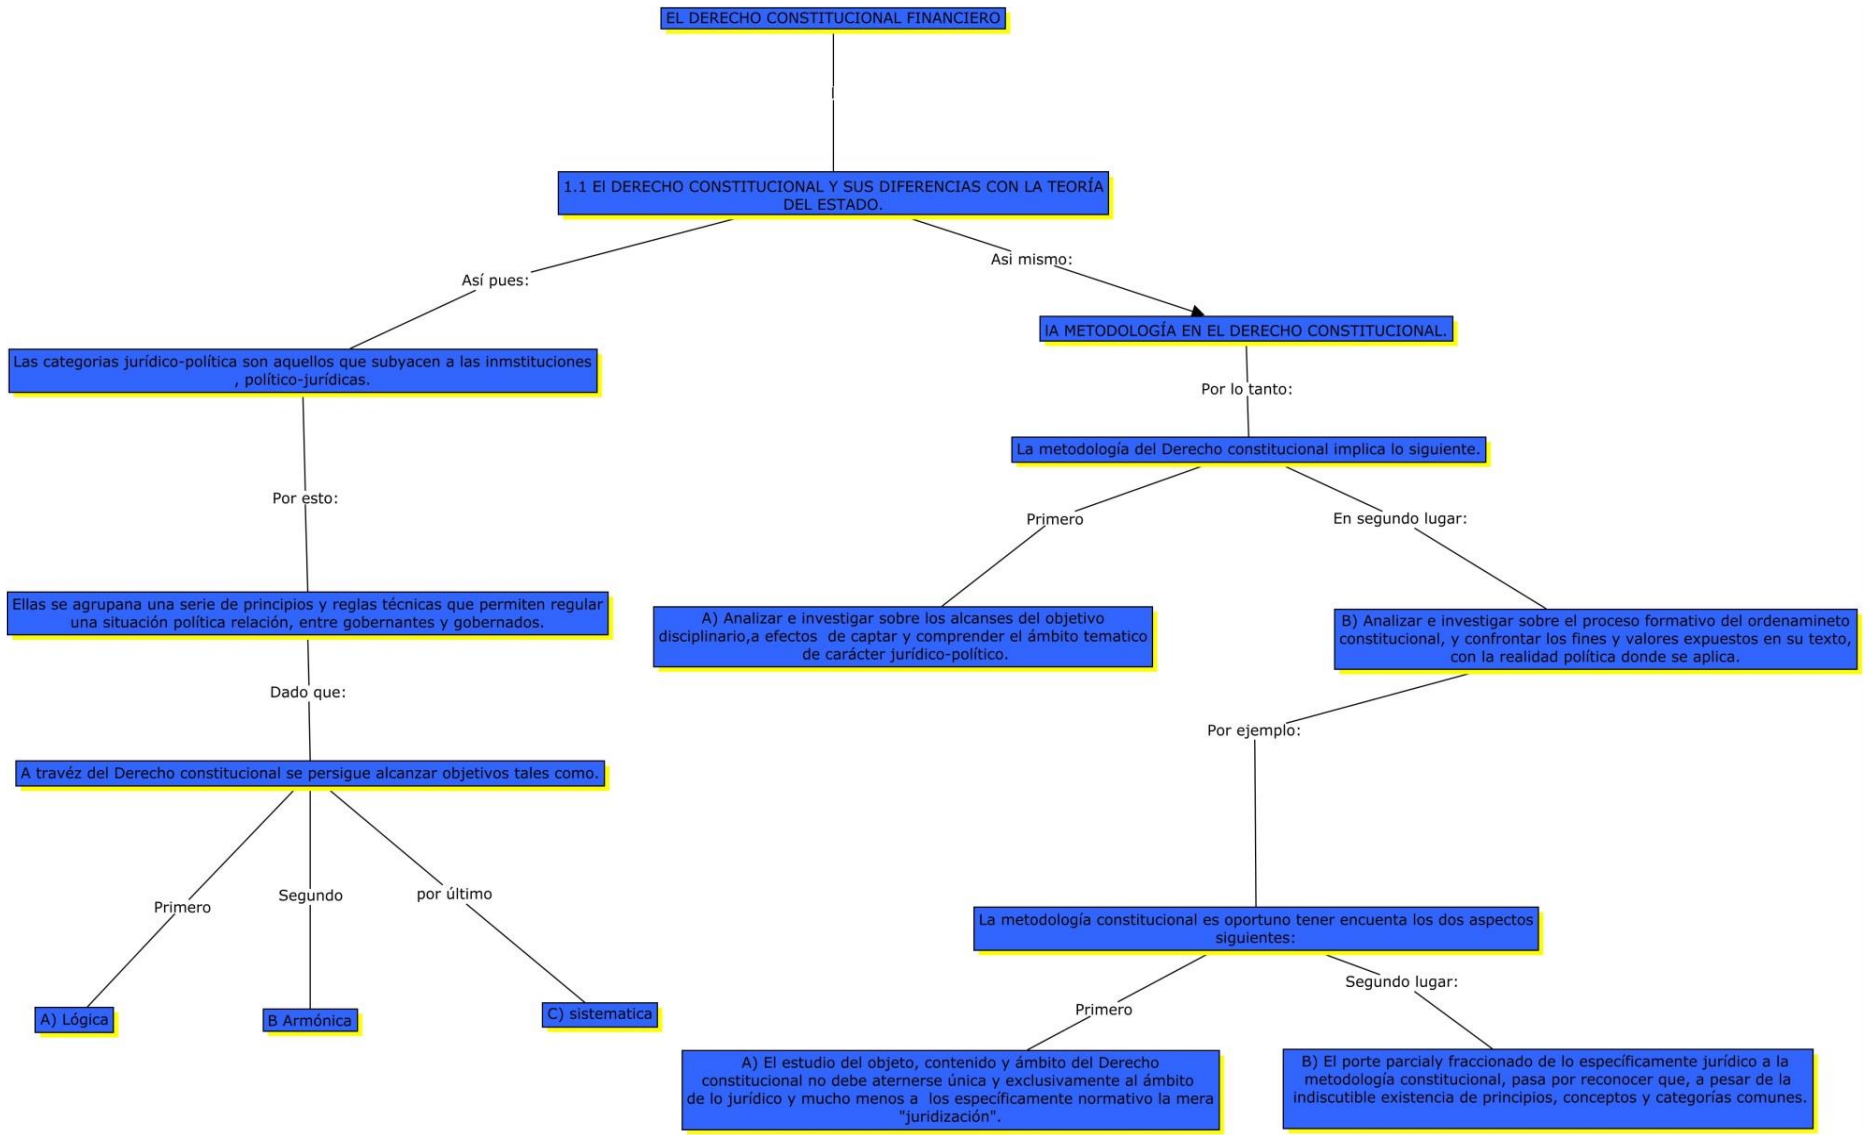 EL DERECHO CONSTITUCIONAL FINANCIERO
1.1 El DERECHO CONSTITUCIONAL Y SUS DIFERENCIAS CON LA TEORÍA
DEL ESTADO.
Así pues:
Asi mismo:
lA METODOLOGÍA EN EL DERECHO CONSTITUCIONAL.
Las categorias jurídico-política son aquellos que subyacen a las inmstituciones
, político-jurídicas.
Por lo tanto:
La metodología del Derecho constitucional implica lo siguiente.
Por esto:
Primero
En segundo lugar:
Ellas se agrupana una serie de principios y reglas técnicas que permiten regular
una situación política relación, entre gobernantes y gobernados.
A) Analizar e investigar sobre los alcanses del objetivo
disciplinario,a efectos  de captar y comprender el ámbito tematico
de carácter jurídico-político.
B) Analizar e investigar sobre el proceso formativo del ordenamineto
constitucional, y confrontar los fines y valores expuestos en su texto,
con la realidad política donde se aplica.
Dado que:
Por ejemplo:
A travéz del Derecho constitucional se persigue alcanzar objetivos tales como.
Primero
Segundo
por último
La metodología constitucional es oportuno tener encuenta los dos aspectos
siguientes:
A) Lógica
B Armónica
C) sistematica
Primero
Segundo lugar:
A) El estudio del objeto, contenido y ámbito del Derecho
constitucional no debe aternerse única y exclusivamente al ámbito
de lo jurídico y mucho menos a  los específicamente normativo la mera
"juridización".
B) El porte parcialy fraccionado de lo específicamente jurídico a la
metodología constitucional, pasa por reconocer que, a pesar de la
indiscutible existencia de principios, conceptos y categorías comunes.